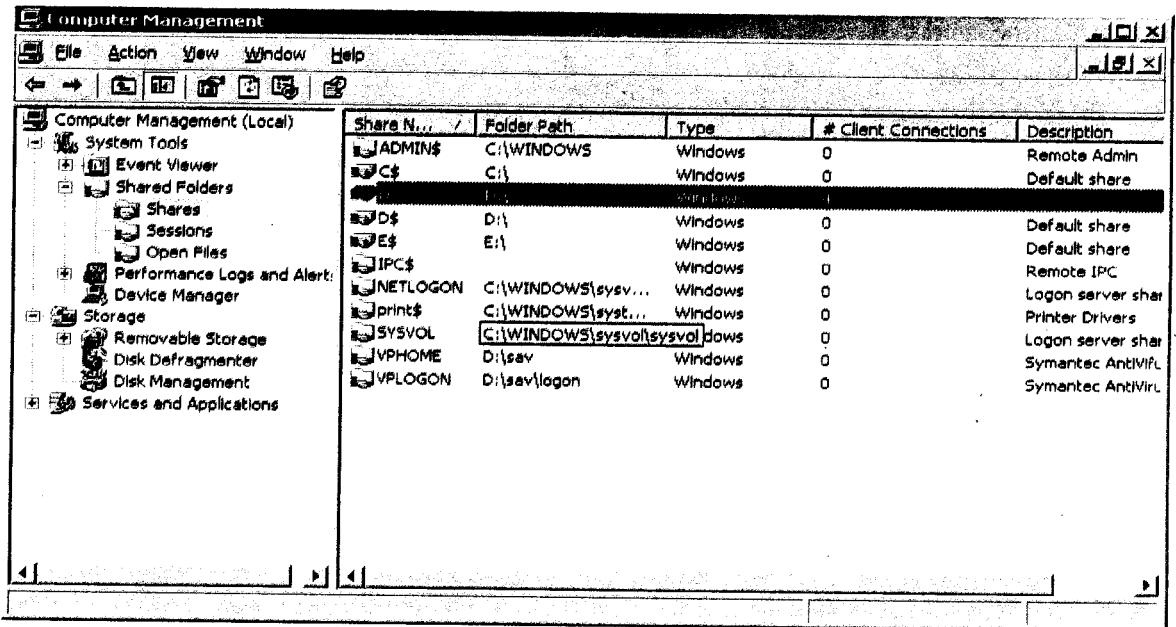 Computer Management
File Action View Window Help
Computer Management (Local)
System Tools
Event Viewer
Shared Folders
Shares
Sessions
Open Files
Performance Logs and Alert
Device Manager
Storage
Removable Storage
Disk Defragmenter
Disk Management
Services and Applications
Share N... Folder Path Type # Client Connections Description
ADMIN$ C:\WINDOWS Windows 0 Remote Admin
C$ C:\ Windows 0 Default share
D$ D:\ Windows 0 Default share
E$ E:\ Windows 0 Default share
IPC$ Windows 0 Remote IPC
NETLOGON C:\WINDOWS\sysv... Windows 0 Logon server shar
print$ C:\WINDOWS\syst... Windows 0 Printer Drivers
SYSVOL C:\WINDOWS\sysvol\sysvol dows 0 Logon server shar
VPHOME D:\sav Windows 0 Symantec AntiViru
VPLOGON D:\sav\logon Windows 0 Symantec AntiViru